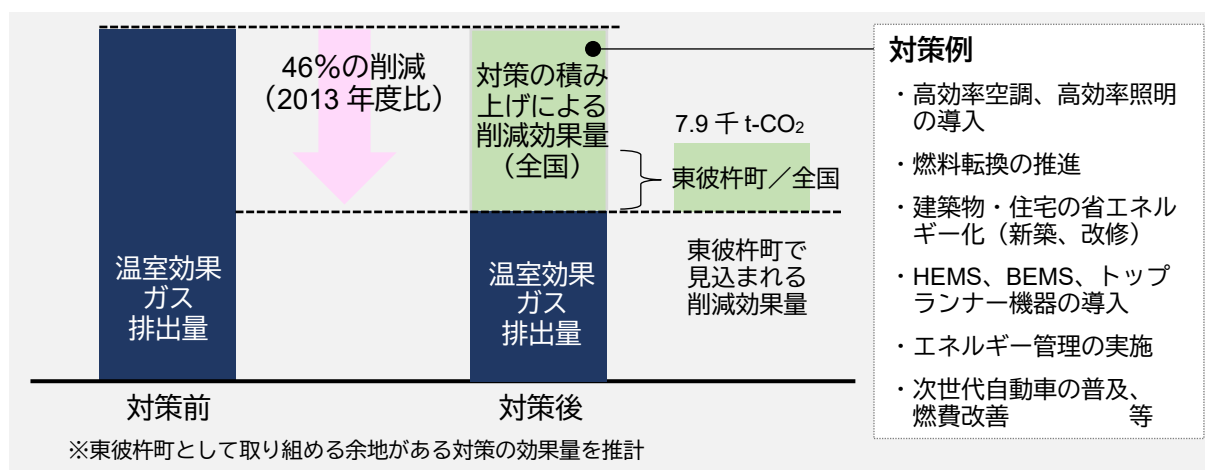 46%の削減
（2013 年度比）
対策の積み
上げによる
削減効果量
（全国）
7.9 千 t-CO₂
東彼杵町／全国
温室効果
ガス
排出量
温室効果
ガス
排出量
東彼杵町で
見込まれる
削減効果量
対策前
対策後
※東彼杵町として取り組める余地がある対策の効果量を推計
対策例
・高効率空調、高効率照明
の導入
・燃料転換の推進
・建築物・住宅の省エネル
ギー化（新築、改修）
・HEMS、BEMS、トップ
ランナー機器の導入
・エネルギー管理の実施
・次世代自動車の普及、
燃費改善　　　　　等